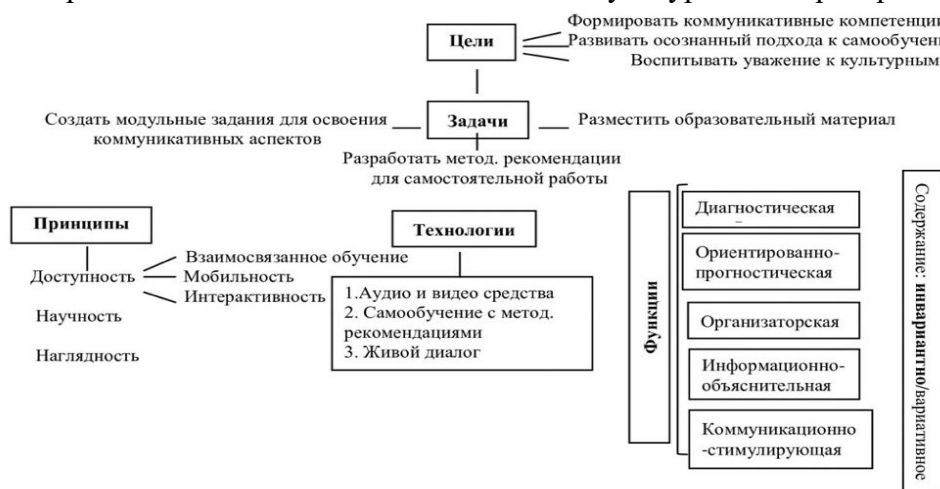 Цели
Формировать коммуникативные компетенции
Развивать осознанный подхода к самообучени
Воспитывать уважение к культурным
Создать модульные задания для освоения
коммуникативных аспектов
Задачи
Разместить образовательный материал
Разработать метод. рекомендации
для самостоятельной работы
Принципы
Доступность
Взаимосвязанное обучение
Мобильность
Интерактивность
Научность
Наглядность
Технологии
1.Аудио и видео средства
2. Самообучение с метод.
рекомендациями
3. Живой диалог
Функции
Диагностическая
Ориентированно-
прогностическая
Организаторская
Информационно-
объяснительная
Коммуникационно
-стимулирующая
Содержание: инвариантно/вариативное